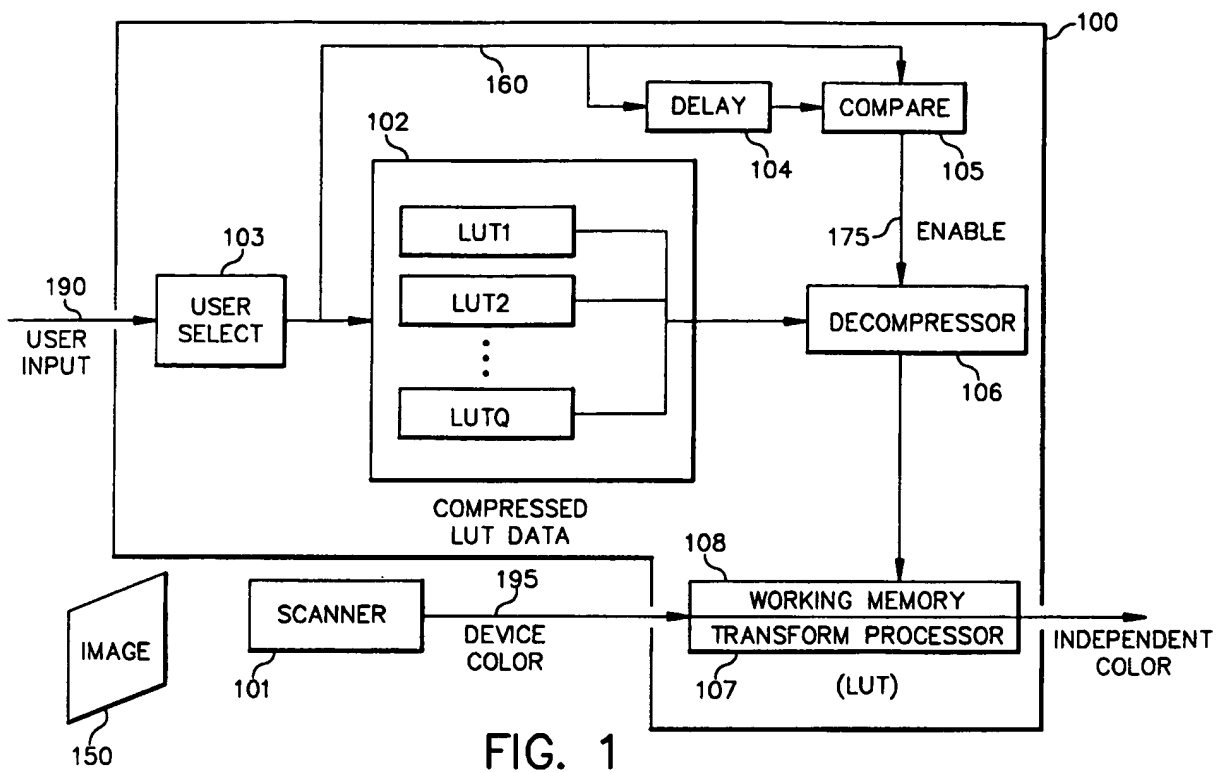 100
160
DELAY
COMPARE
102
104
105
LUT1
175
ENABLE
103
190
USER
SELECT
LUT2
DECOMPRESSOR
USER
INPUT
106
LUTQ
COMPRESSED
LUT DATA
108
195
WORKING MEMORY
SCANNER
IMAGE
DEVICE
COLOR
TRANSFORM PROCESSOR
INDEPENDENT
COLOR
101
107
(LUT)
150
FIG. 1